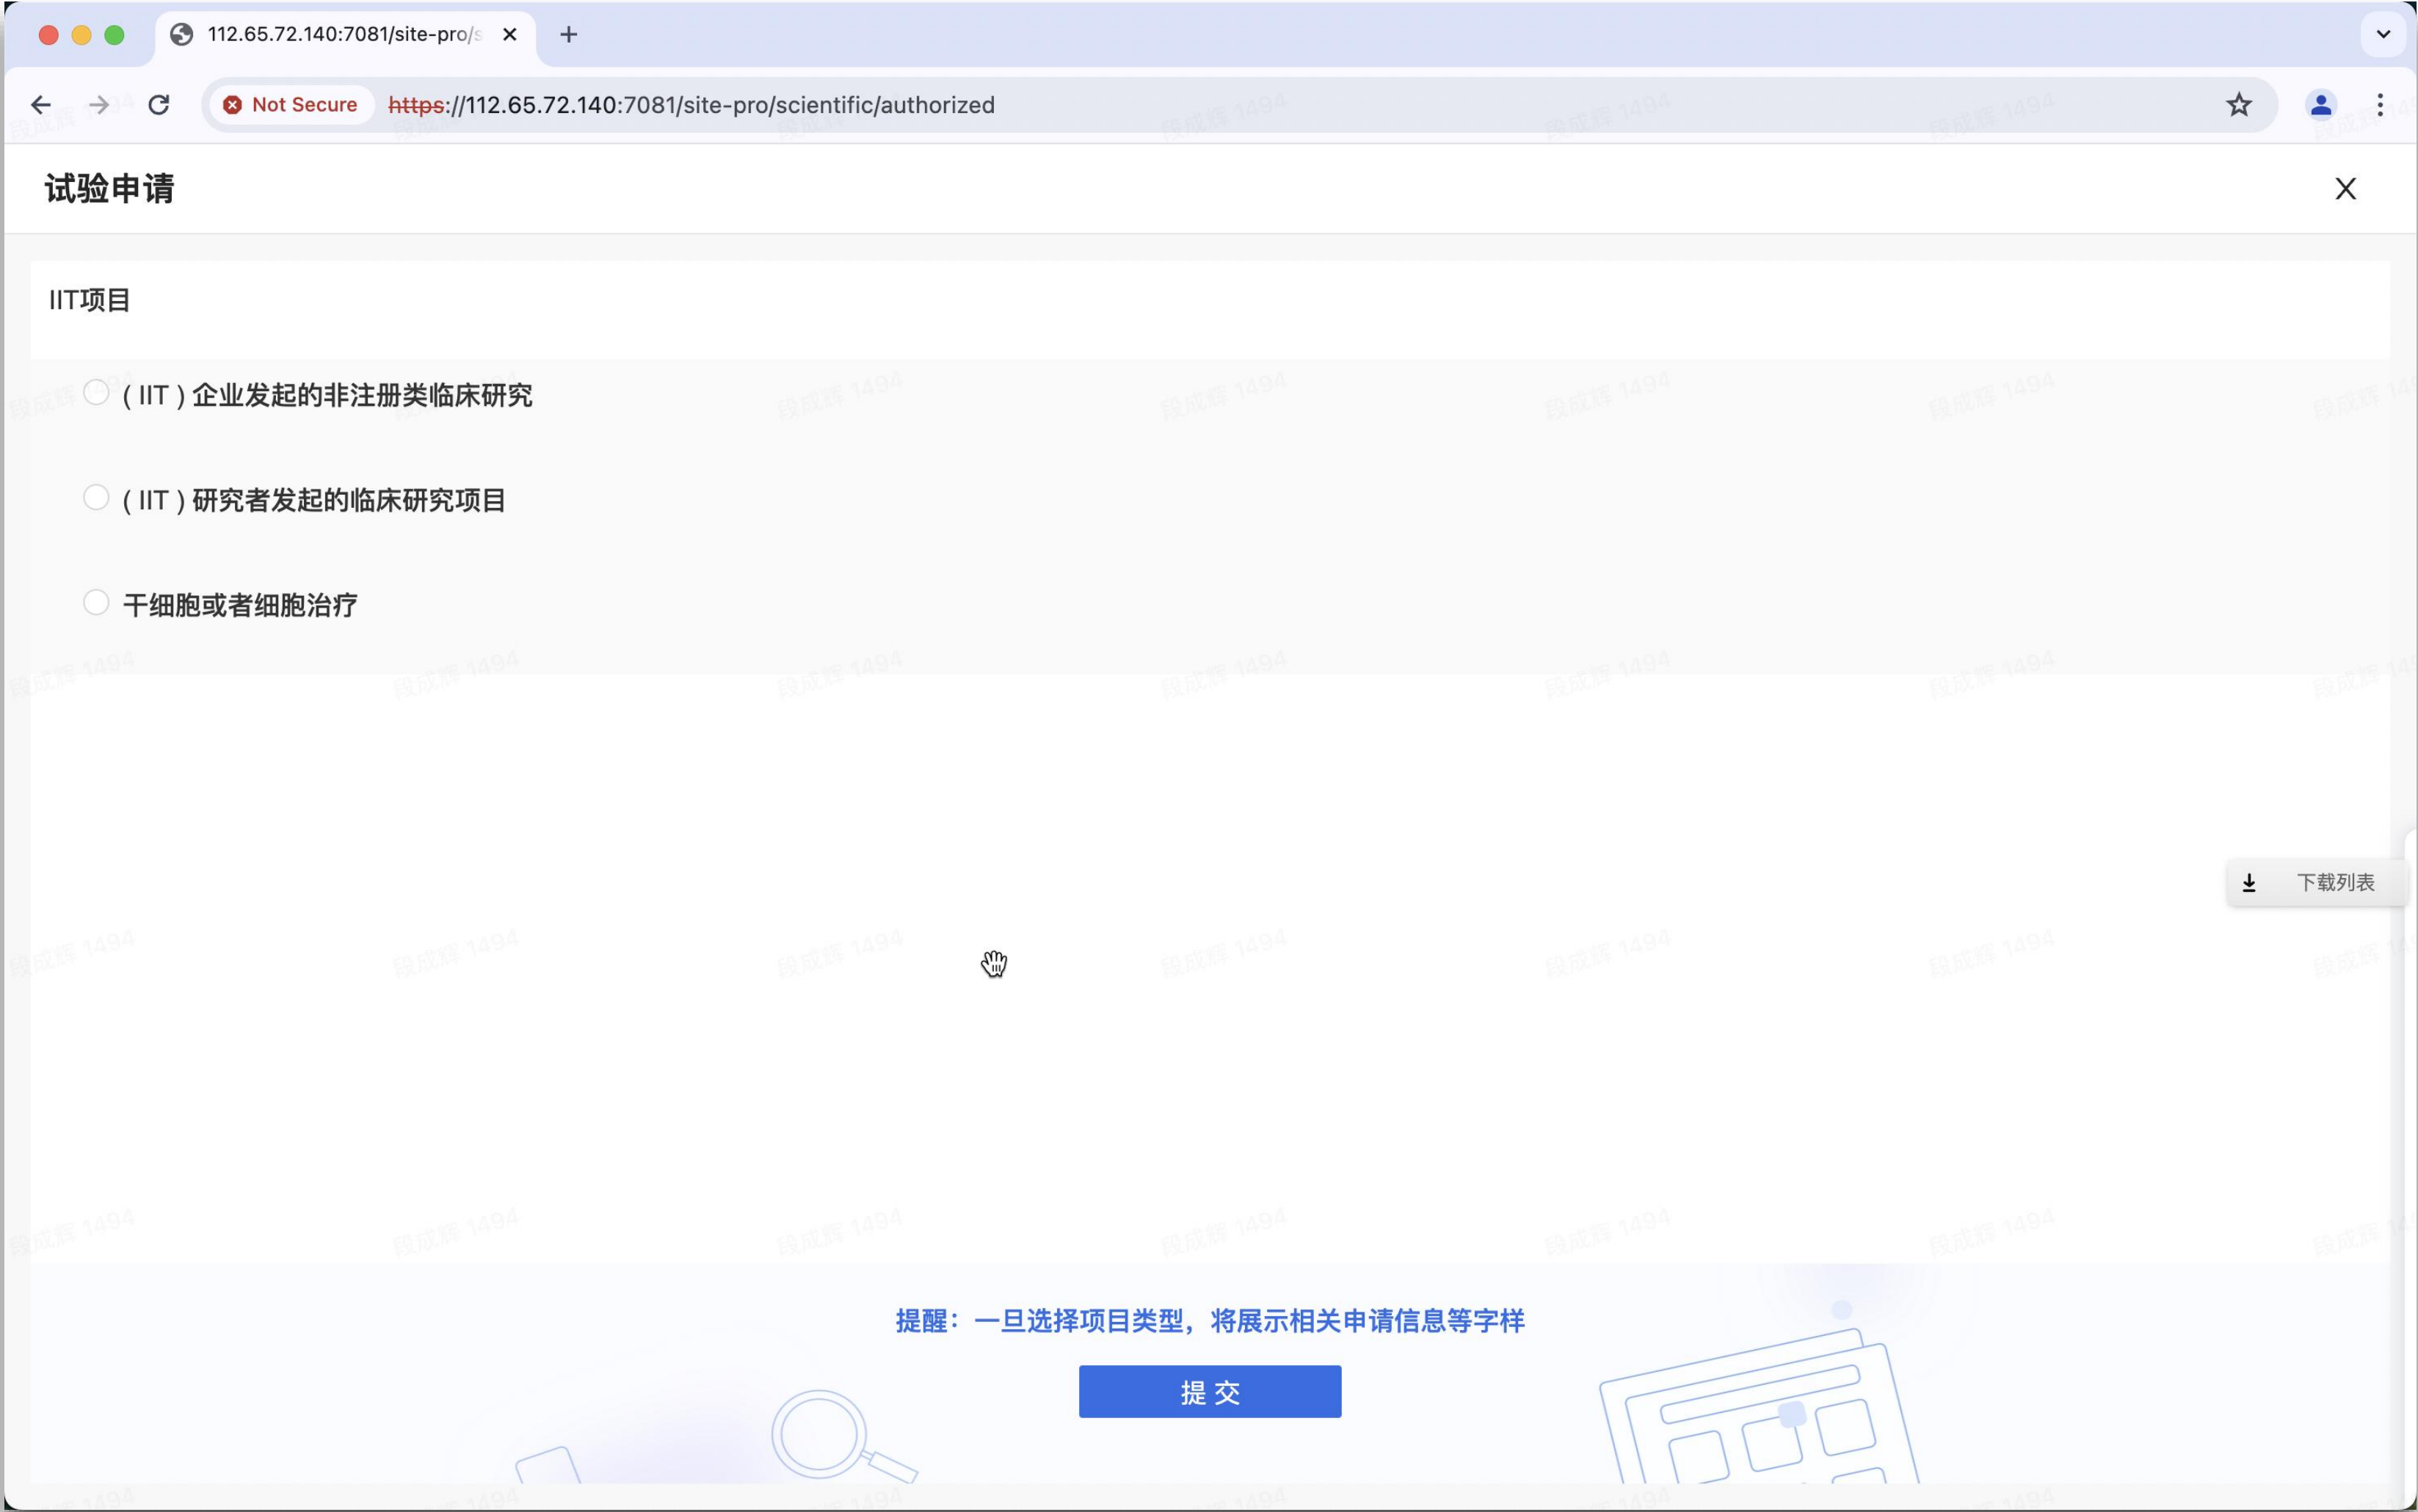 112.65.72.140:7081/site-pro/s
Not Secure https://112.65.72.140:7081/site-pro/scientific/authorized
试验申请
IIT项目
( IIT ) 企业发起的非注册类临床研究
( IIT ) 研究者发起的临床研究项目
干细胞或者细胞治疗
下载列表
提醒：一旦选择项目类型，将展示相关申请信息等字样
提 交
段成辉 1494